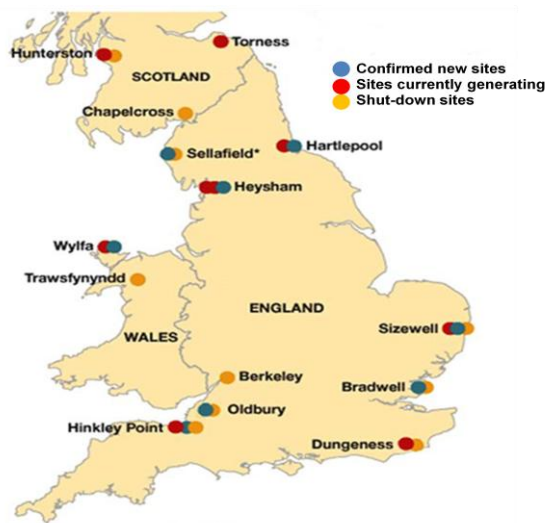 Torness
Hunterston
Confirmed new sites
SCOTLAND
Sites currently generating
Shut-down sites
Chapelcross
Hartlepool
Sellafield*
Heysham
Wylfa
Trawsfynyndd
ENGLAND
Sizewell
WALES
Berkeley
Bradwell
Oldbury
Hinkley Point
Dungeness